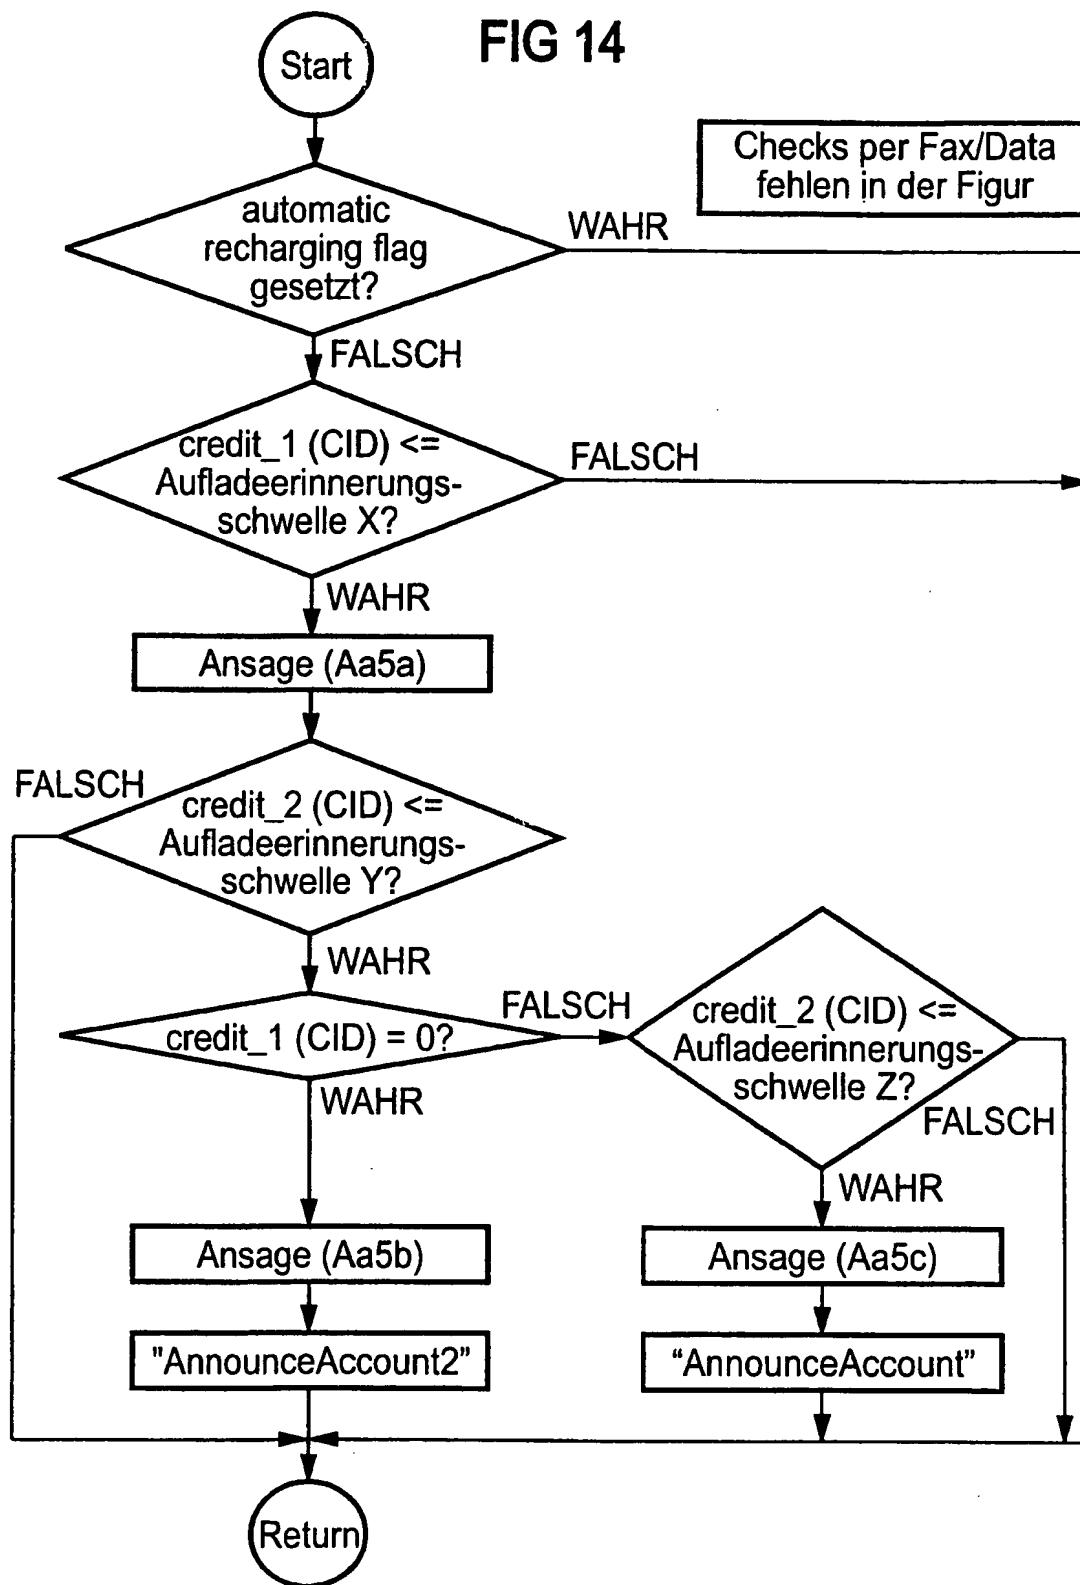 FIG 14
Start
Checks per Fax/Data
fehlen in der Figur
automatic
recharging flag
gesetzt?
WAHR
FALSCH
credit_1 (CID) <=
Aufladeerinnerungs-
schwelle X?
FALSCH
WAHR
Ansage (Aa5a)
FALSCH
credit_2 (CID) <=
Aufladeerinnerungs-
schwelle Y?
WAHR
credit_1 (CID) = 0?
FALSCH
credit_2 (CID) <=
Aufladeerinnerungs-
schwelle Z?
WAHR
FALSCH
WAHR
Ansage (Aa5b)
Ansage (Aa5c)
"AnnounceAccount2"
“AnnounceAccount”
Return